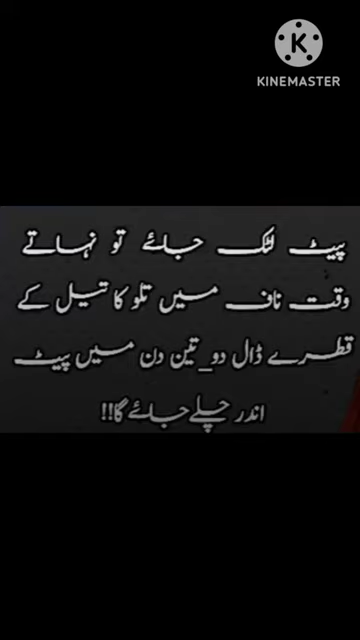 KINEMASTER
پیٹ لٹک جائے تو نہاتے
وقت ناف میں تلو کا تیل کے
قطرے ڈال دو_تین دن میں پیٹ
اندر چلے جائے گا!!